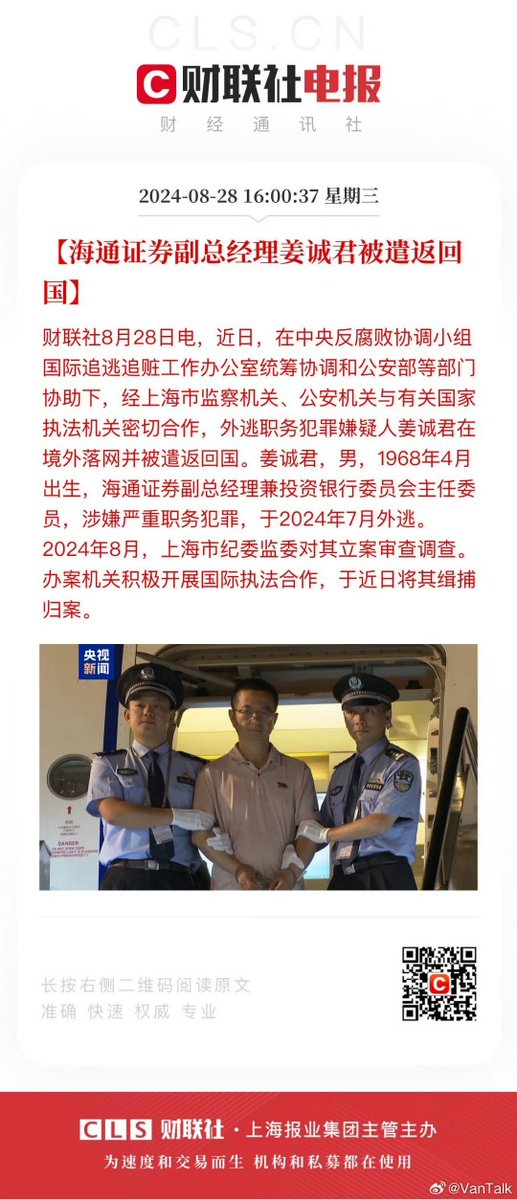 CLS.CN
财联社电报
财经通讯社
2024-08-28 16:00:37 星期三
【海通证券副总经理姜诚君被遣返回
国】
财联社8月28日电，近日，在中央反腐败协调小组
国际追逃追赃工作办公室统筹协调和公安部等部门
协助下，经上海市监察机关、公安机关与有关国家
执法机关密切合作，外逃职务犯罪嫌疑人姜诚君在
境外落网并被遣返回国。姜诚君，男，1968年4月
出生，海通证券副总经理兼投资银行委员会主任委
员，涉嫌严重职务犯罪，于2024年7月外逃。
2024年8月，上海市纪委监委对其立案审查调查。
办案机关积极开展国际执法合作，于近日将其缉捕
归案。
央视
新闻
DANGER
长按右侧二维码阅读原文
准确 快速 权威 专业
CLS 财联社·上海报业集团主管主办
为速度和交易而生 机构和私募都在使用
@VanTalk